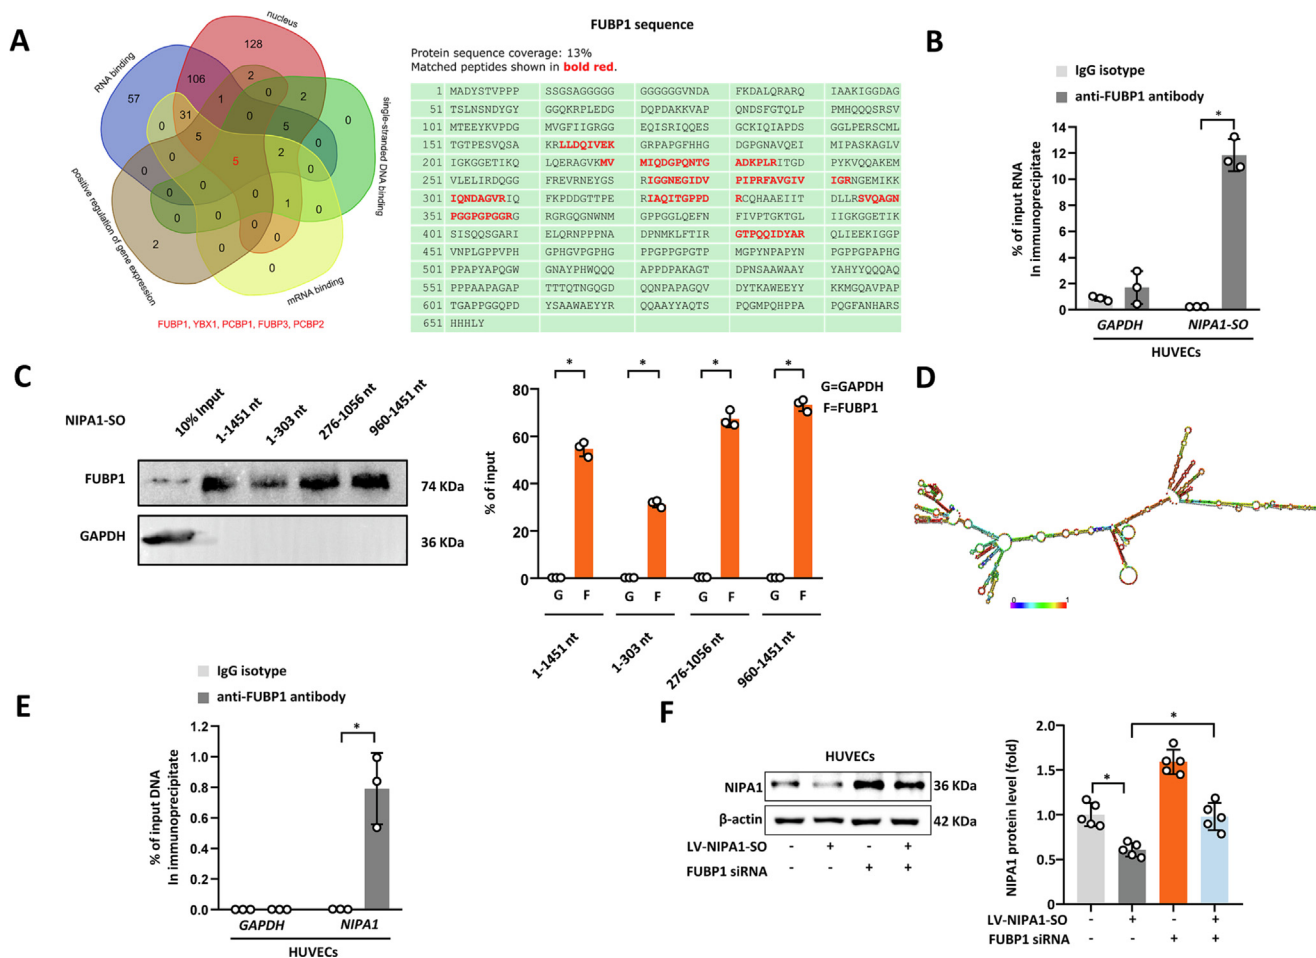 A
nucleus
RNA binding
single-stranded DNA binding
positive regulation of gene expression
mRNA binding
128
106
57
2
0
1
2
0
31
0
0
5
5
0
5
2
0
0
0
0
0
1
0
0
0
0
0
0
2
0
FUBP1, YBX1, PCBP1, FUBP3, PCBP2
FUBP1 sequence
Protein sequence coverage: 13%
Matched peptides shown in bold red.
1 MADYSTVPPP SSGSAGGGGG GGGGGGVNDA FKDALQRARQ IAAKIGGDAG
51 TSLNSNDYGY GGQKRPLEDG DQPDAKKVAP QNDSFGTQLP PMHQQQSRSV
101 TEEYKVPDG MVGFIIGRGG EQISRIQQES GCKIQIAPDS GGLPERSCML
151 TGTPESVQSA KRLLDQIVEK GRPAPGFHHG DGPGNAVQEI MIPASKAGLV
201 IGKGGETIKQ LQERAGVKMV MIQDGPQNTG ADKPLRITGD PYKVQQAKEM
251 VLELIRDQGG FREVRNEYGS RIGGNEGIDV PIPRFAVGIV IGRNGEMIKK
301 IQNDAGVRIQ FKPDDGTTPE RIAQITGPPD RCQHAAEIIT DLLRSVQAGN
351 PGGPGPGGRG RGRGQGNWNM GPPGGLQEFN FIVPTGKTGL IIGKGGETIK
401 SISQQSGARI ELQRNPPPNA DPNMKLFTIR GTPQQIDYAR QLIEEKIGGP
451 VNPLGPPVPH GPHGVPGPHG PPGPPGPGTP MGPYNPAPYN PGPPGPAPHG
501 PPAPYAPQGW GNAYPHWQQQ APPDPAKAGT DPNSAAWAAY YAHYYQQQAQ
551 PPPAAPAGAP TTTQTNGQGD QQNPAPAGQV DYTKAWEEYY KKMGQAVPAP
601 TGAPPGGQPD YSAAWAEYYR QQAAYYAQTS PQGMPQHPPA PQGFANHARS
651 HHHLY
B
IgG isotype
anti-FUBP1 antibody
% of input RNA
In immunoprecipitate
14
12
10
8
6
4
2
0
*
GAPDH
NIPA1-SO
HUVECs
C
NIPA1-SO
10% Input
1-1451 nt
1-303 nt
276-1056 nt
960-1451 nt
FUBP1
74 KDa
GAPDH
36 KDa
% of input
80
60
40
20
0
* * * *
G=GAPDH
F=FUBP1
G F G F G F G F
1-1451 nt
1-303 nt
276-1056 nt
960-1451 nt
D
0 1
E
IgG isotype
anti-FUBP1 antibody
% of input DNA
In immunoprecipitate
1.2
1.0
0.8
0.6
0.4
0.2
0.0
*
GAPDH
NIPA1
HUVECs
F
HUVECs
NIPA1
36 KDa
β-actin
42 KDa
LV-NIPA1-SO - + - +
FUBP1 siRNA - - + +
NIPA1 protein level (fold)
2.0
1.5
1.0
0.5
0
*
*
LV-NIPA1-SO - + - +
FUBP1 siRNA - - + +